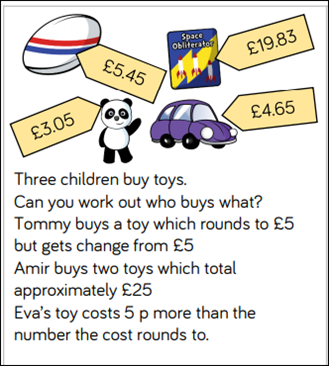 Space
Obliterator
£19.83
£5.45
£3.05
£4.65
Three children buy toys.
Can you work out who buys what?
Tommy buys a toy which rounds to £5
but gets change from £5
Amir buys two toys which total
approximately £25
Eva's toy costs 5 p more than the
number the cost rounds to.